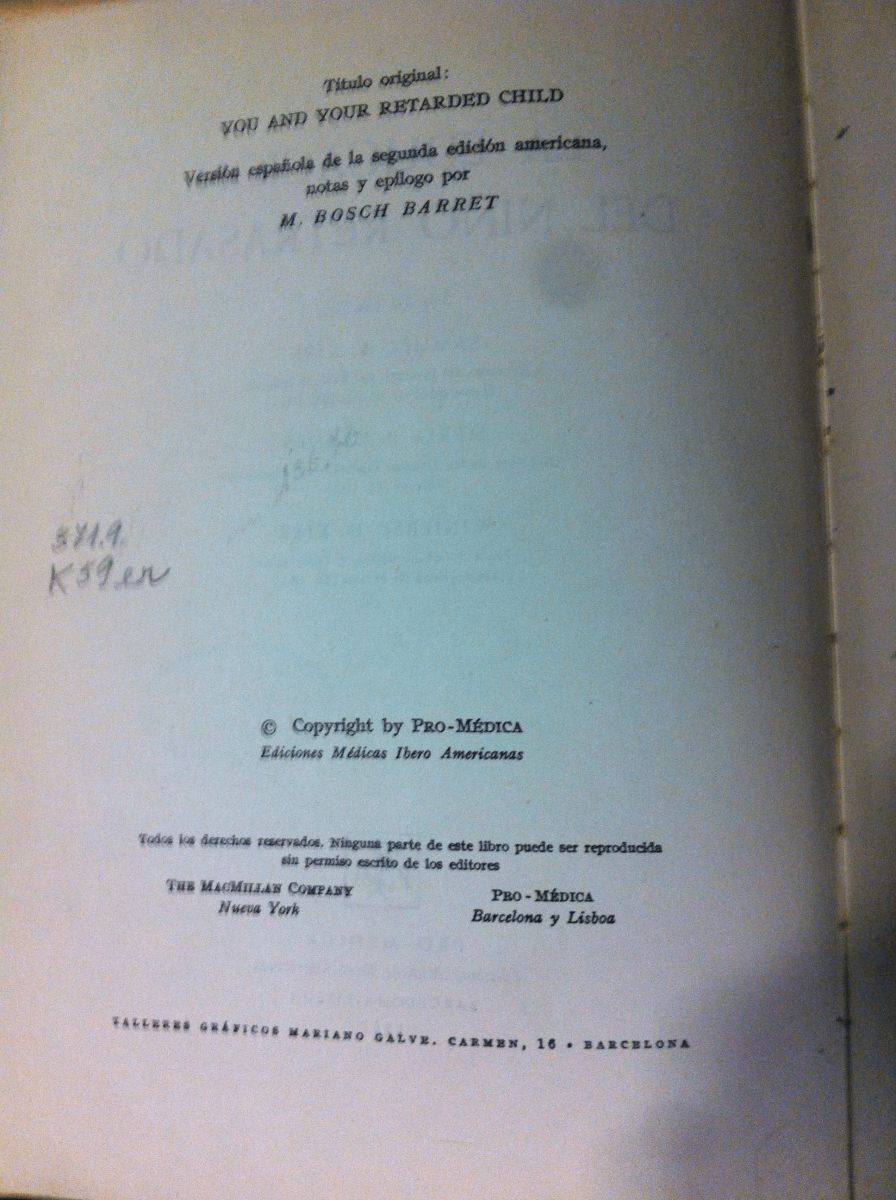 Título original:
YOU AND YOUR RETARDED CHILD
Versión española de la segunda edición americana,
notas y epílogo por
M. BOSCH BARRET
DEL NIÑO RETRASADO
371.9
K59er
© Copyright by PRO-MÉDICA
Ediciones Médicas Ibero Americanas
Todos los derechos reservados. Ninguna parte de este libro puede ser reproducida
sin permiso escrito de los editores
THE MACMILLAN COMPANY
Nueva York
PRO-MÉDICA
Barcelona y Lisboa
TALLERES GRÁFICOS MARIANO GALVE. CARMEN, 16 • BARCELONA